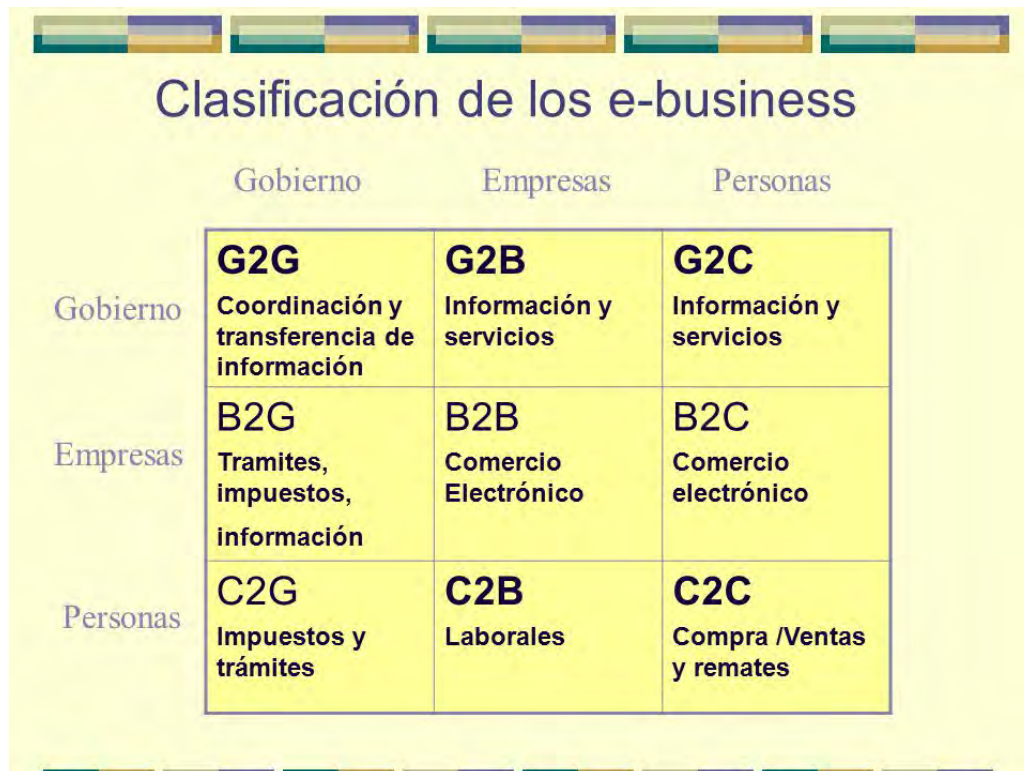 Clasificación de los e-business
Gobierno Empresas Personas
Gobierno
G2G
Coordinación y
transferencia de
información
G2B
Información y
servicios
G2C
Información y
servicios
Empresas
B2G
Tramites,
impuestos,
información
B2B
Comercio
Electrónico
B2C
Comercio
electrónico
Personas
C2G
Impuestos y
trámites
C2B
Laborales
C2C
Compra /Ventas
y remates